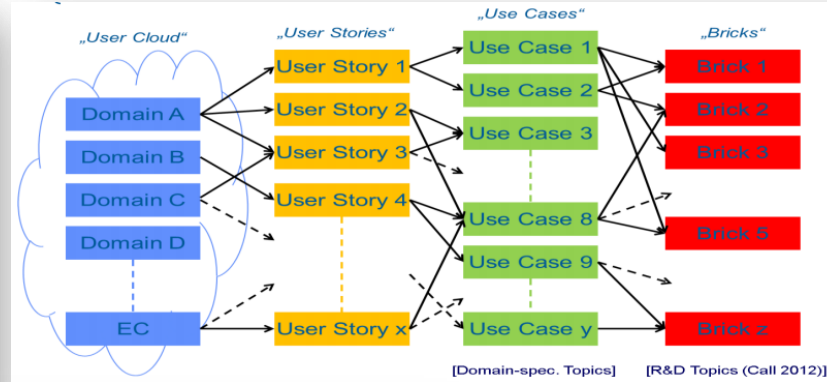 „User Cloud“
„User Stories“
„Use Cases“
„Bricks“
Domain A
Domain B
Domain C
Domain D
EC
User Story 1
User Story 2
User Story 3
User Story 4
User Story x
Use Case 1
Use Case 2
Use Case 3
Use Case 8
Use Case 9
Use Case y
Brick 1
Brick 2
Brick 3
Brick 5
Brick z
[Domain-spec. Topics]
[R&D Topics (Call 2012)]